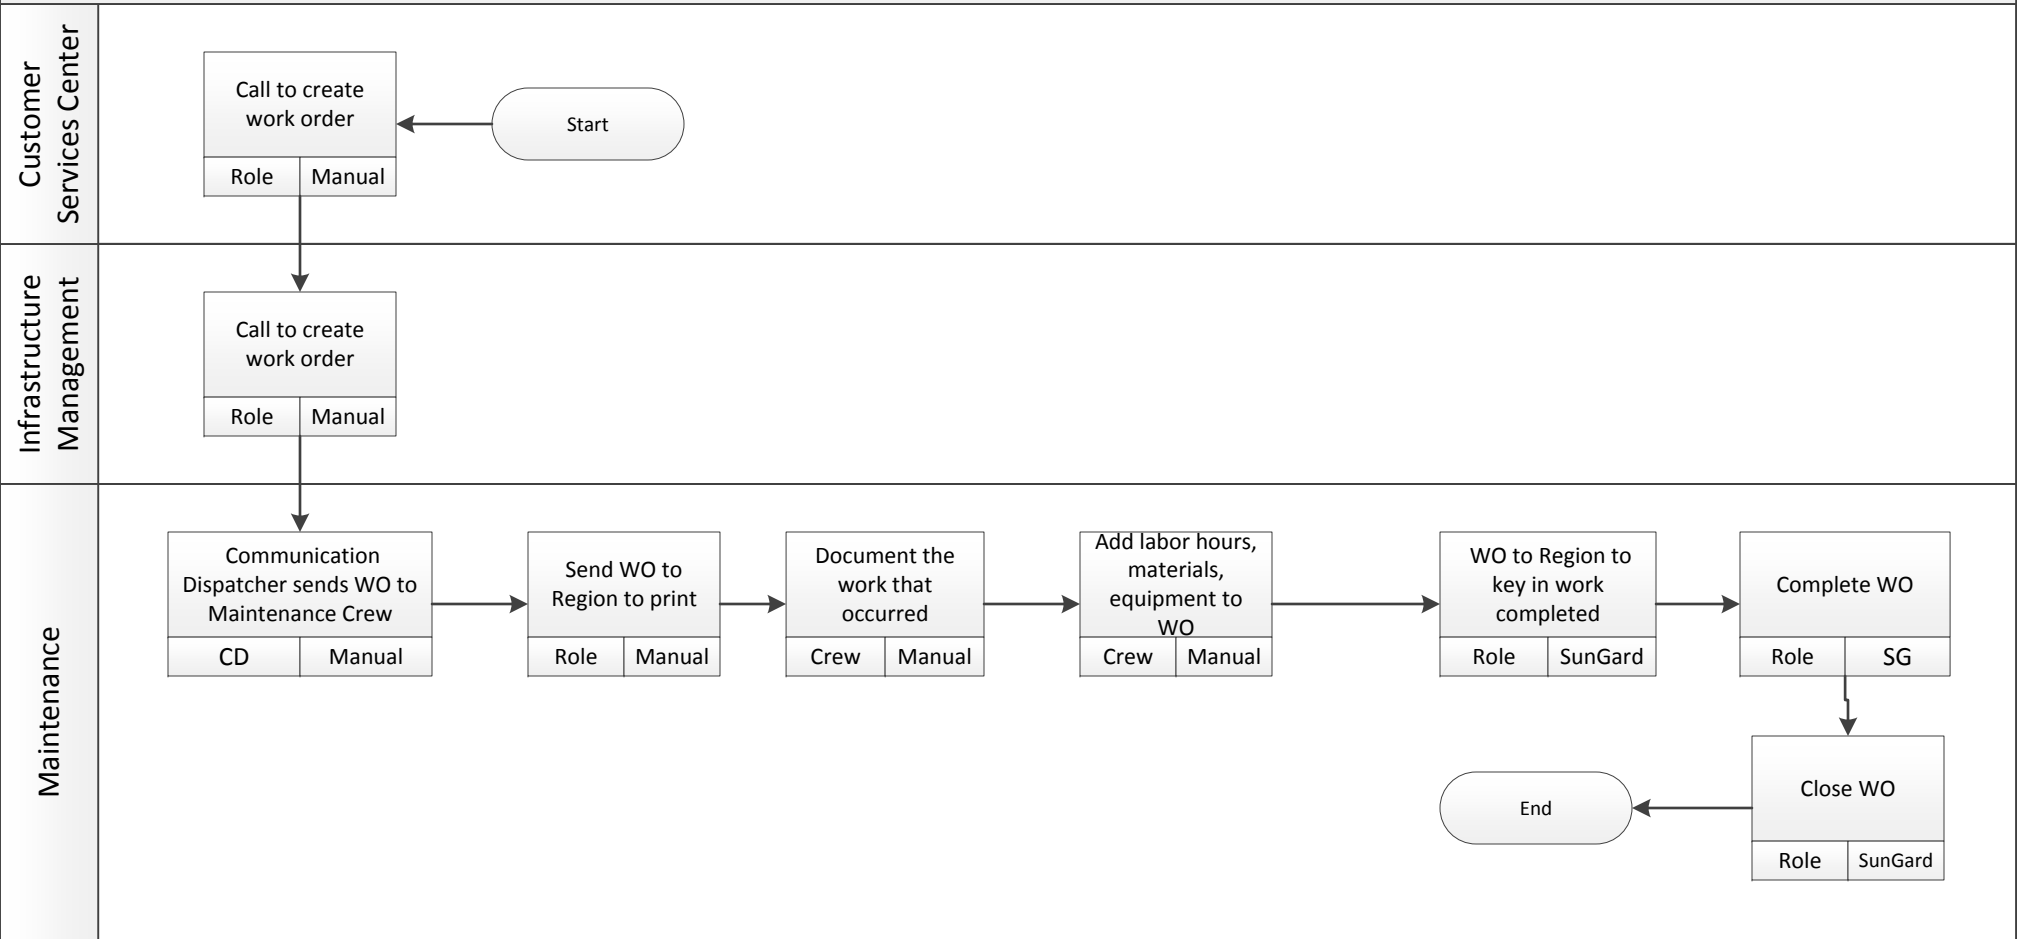 Customer
Services Center
Call to create
work order
Role
Manual
Start
Infrastructure
Management
Call to create
work order
Role
Manual
Maintenance
Communication
Dispatcher sends WO to
Maintenance Crew
CD
Manual
Send WO to
Region to print
Role
Manual
Document the
work that
occurred
Crew
Manual
Add labor hours,
materials,
equipment to
WO
Crew
Manual
WO to Region to
key in work
completed
Role
SunGard
Complete WO
Role
SG
Close WO
Role
SunGard
End